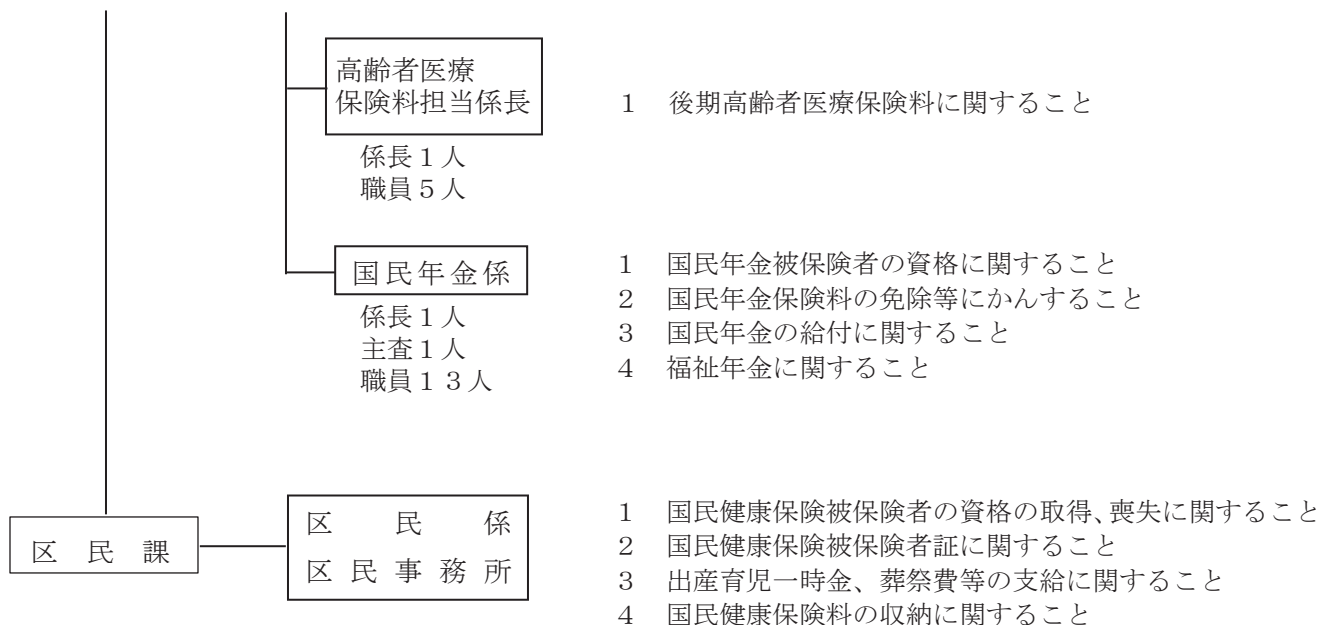 高齢者医療
保険料担当係長
1 後期高齢者医療保険料に関すること
係長1人
職員5人
国民年金係
1 国民年金被保険者の資格に関すること
2 国民年金保険料の免除等にかんすること
3 国民年金の給付に関すること
4 福祉年金に関すること
係長1人
主査1人
職員13人
区民課
区民係
区民事務所
1 国民健康保険被保険者の資格の取得、喪失に関すること
2 国民健康保険被保険者証に関すること
3 出産育児一時金、葬祭費等の支給に関すること
4 国民健康保険料の収納に関すること